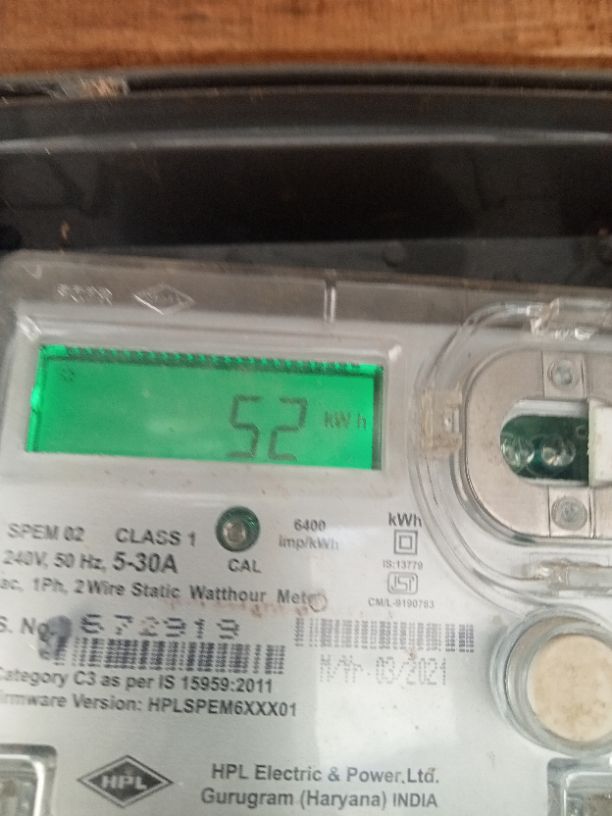 52 kWh
SPEM 02 CLASS 1 6400 imp/kWh kWh
240V, 50 Hz, 5-30A CAL IS:13779
ac, 1Ph, 2 Wire Static Watthour Meter
CM/L-9190783
S. No. 672919
M/Yr- 03/2021
Category C3 as per IS 15959:2011
Firmware Version: HPLSPEM6XXX01
HPL
HPL Electric & Power.Ltd.
Gurugram (Haryana) INDIA